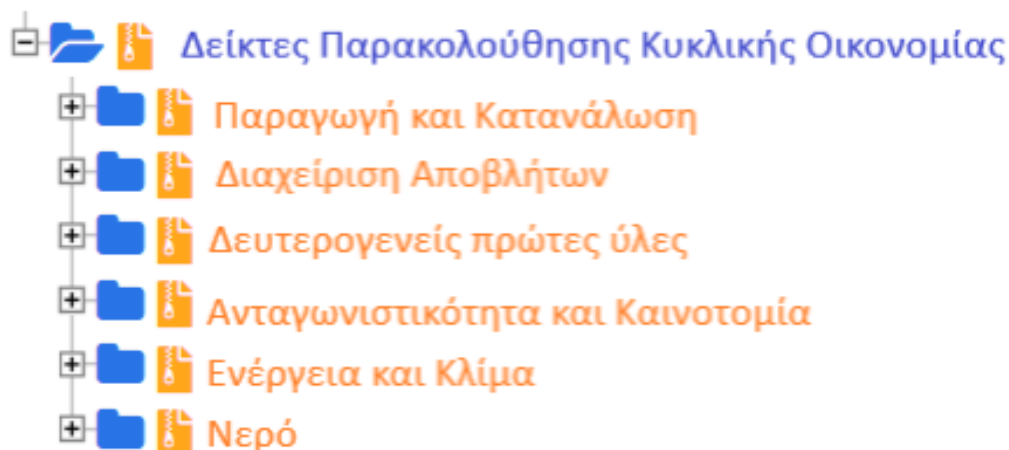 Δείκτες Παρακολούθησης Κυκλικής Οικονομίας
Παραγωγή και Κατανάλωση
Διαχείριση Αποβλήτων
Δευτερογενείς πρώτες ύλες
Ανταγωνιστικότητα και Καινοτομία
Ενέργεια και Κλίμα
Νερό